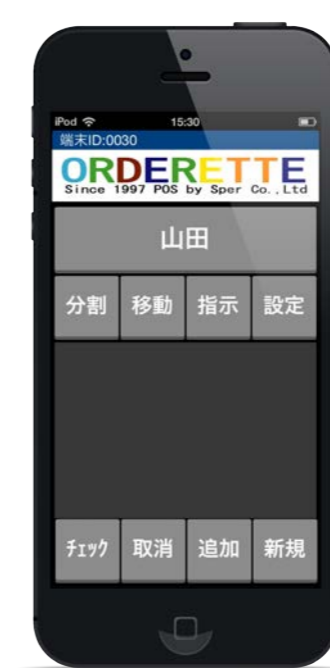 iPod 15:30
端末ID:0030
ORDERETTE
Since 1997 POS by Sper Co.,Ltd
山田
分割 移動 指示 設定
ﾁｪｯｸ 取消 追加 新規